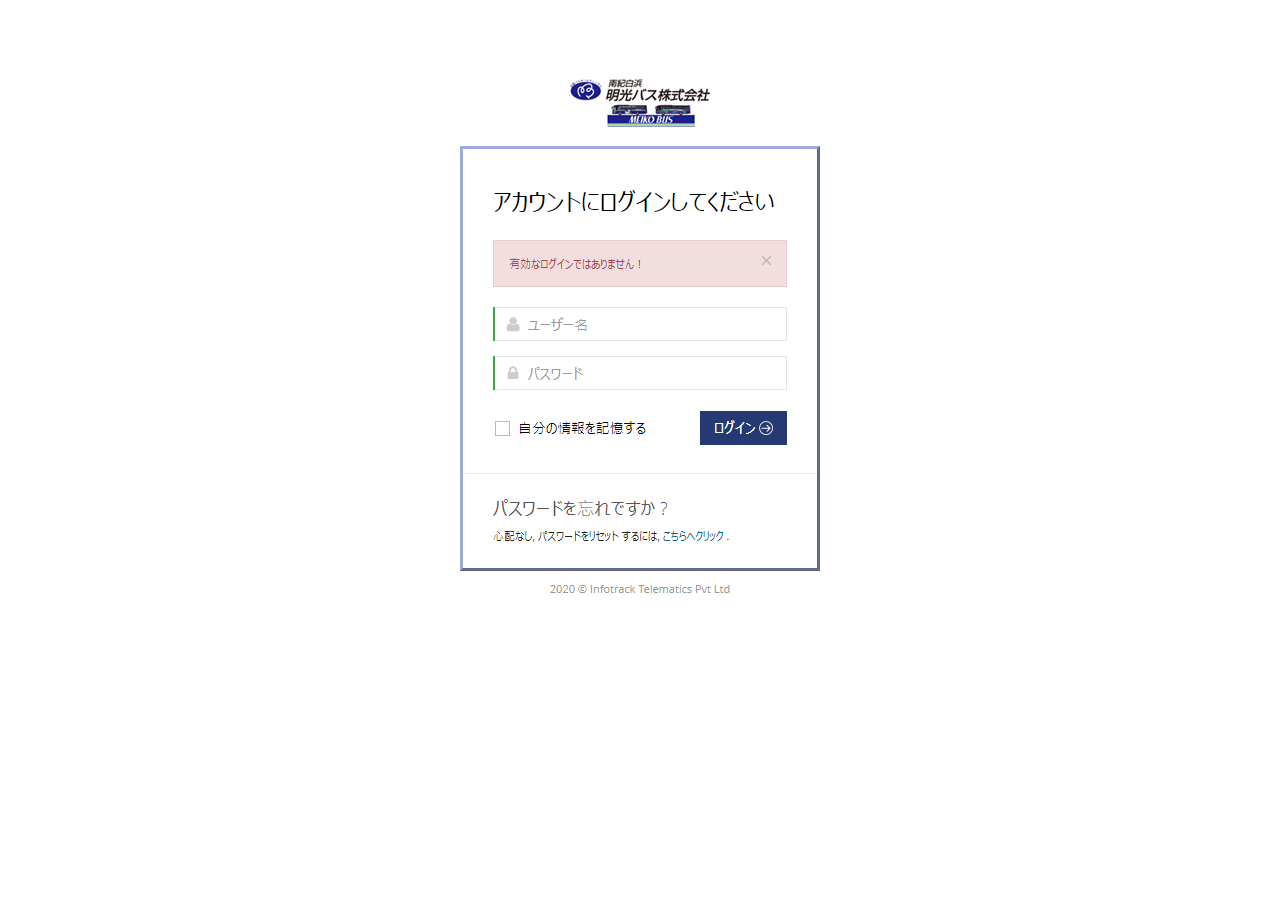 南紀白浜
明光バス株式会社
MEIKO BUS
アカウントにログインしてください
有効なログインではありません！
×
ユーザー名
パスワード
自分の情報を記憶する
ログイン
パスワードを忘れですか？
心配なし, パスワードをリセット するには, こちらへクリック .
2020 © Infotrack Telematics Pvt Ltd